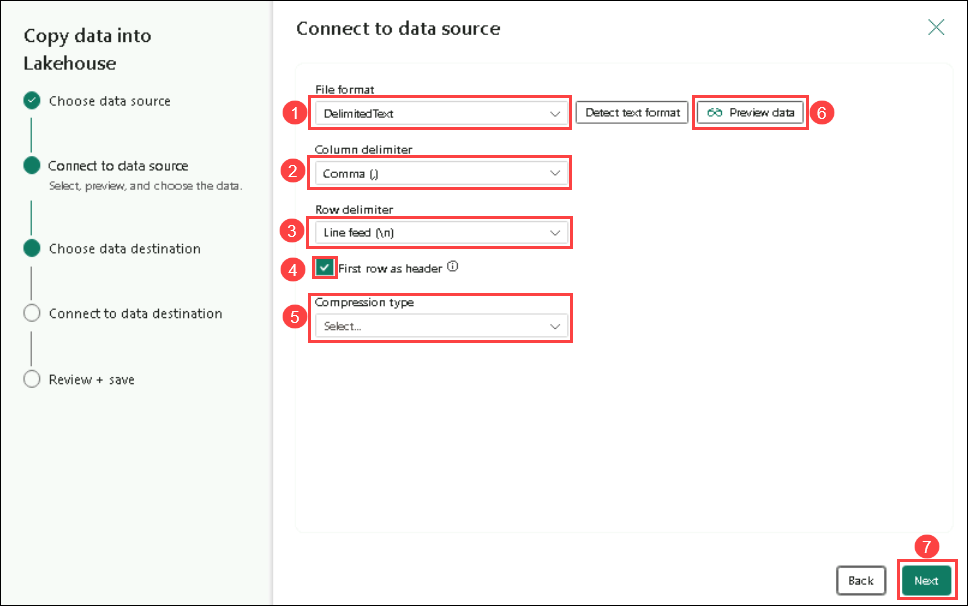 Copy data into
Lakehouse
Choose data source
Connect to data source
Select, preview, and choose the data.
Choose data destination
Connect to data destination
Review + save
Connect to data source
File format
1 DelimitedText
Detect text format
Preview data 6
Column delimiter
2 Comma (,)
Row delimiter
3 Line feed (\n)
4 First row as header
Compression type
5 Select...
7
Back
Next